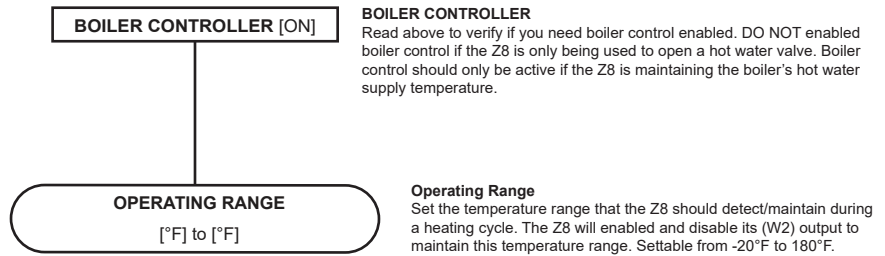 BOILER CONTROLLER [ON]
BOILER CONTROLLER
Read above to verify if you need boiler control enabled. DO NOT enabled
boiler control if the Z8 is only being used to open a hot water valve. Boiler
control should only be active if the Z8 is maintaining the boiler's hot water
supply temperature.
OPERATING RANGE
[°F] to [°F]
Operating Range
Set the temperature range that the Z8 should detect/maintain during
a heating cycle. The Z8 will enabled and disable its (W2) output to
maintain this temperature range. Settable from -20°F to 180°F.